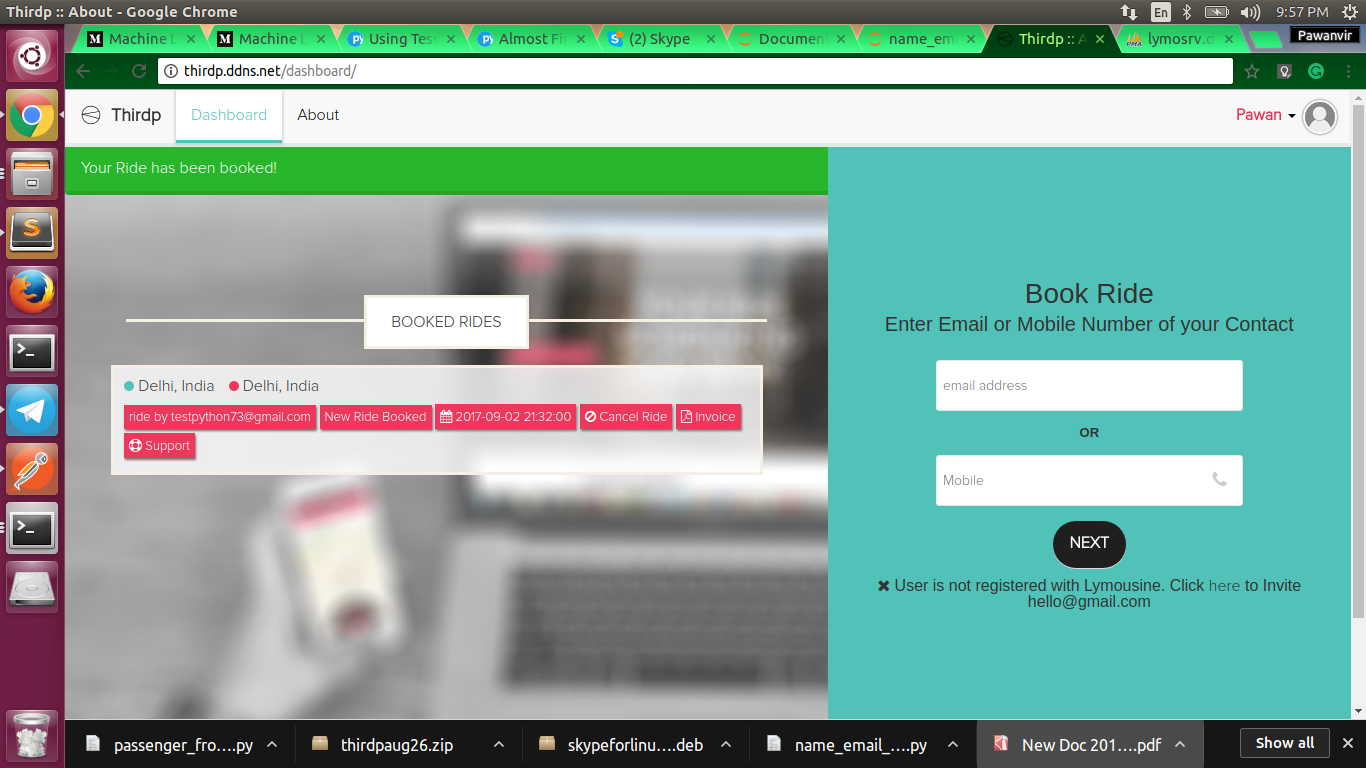 Thirdp :: About - Google Chrome
En
9:57 PM
Machine L
Machine L
Using Tes
Almost Fi
(2) Skype
Documen
name_em
Thirdp :: A
lymosrv.d
Pawanvir
thirdp.ddns.net/dashboard/
Thirdp
Dashboard
About
Pawan
Your Ride has been booked!
BOOKED RIDES
Delhi, India Delhi, India
ride by testpython73@gmail.com New Ride Booked 2017-09-02 21:32:00 Cancel Ride Invoice
Support
Book Ride
Enter Email or Mobile Number of your Contact
email address
OR
Mobile
NEXT
✖ User is not registered with Lymousine. Click here to Invite
hello@gmail.com
passenger_fro....py
thirdpaug26.zip
skypeforlinu....deb
name_email_....py
New Doc 201....pdf
Show all